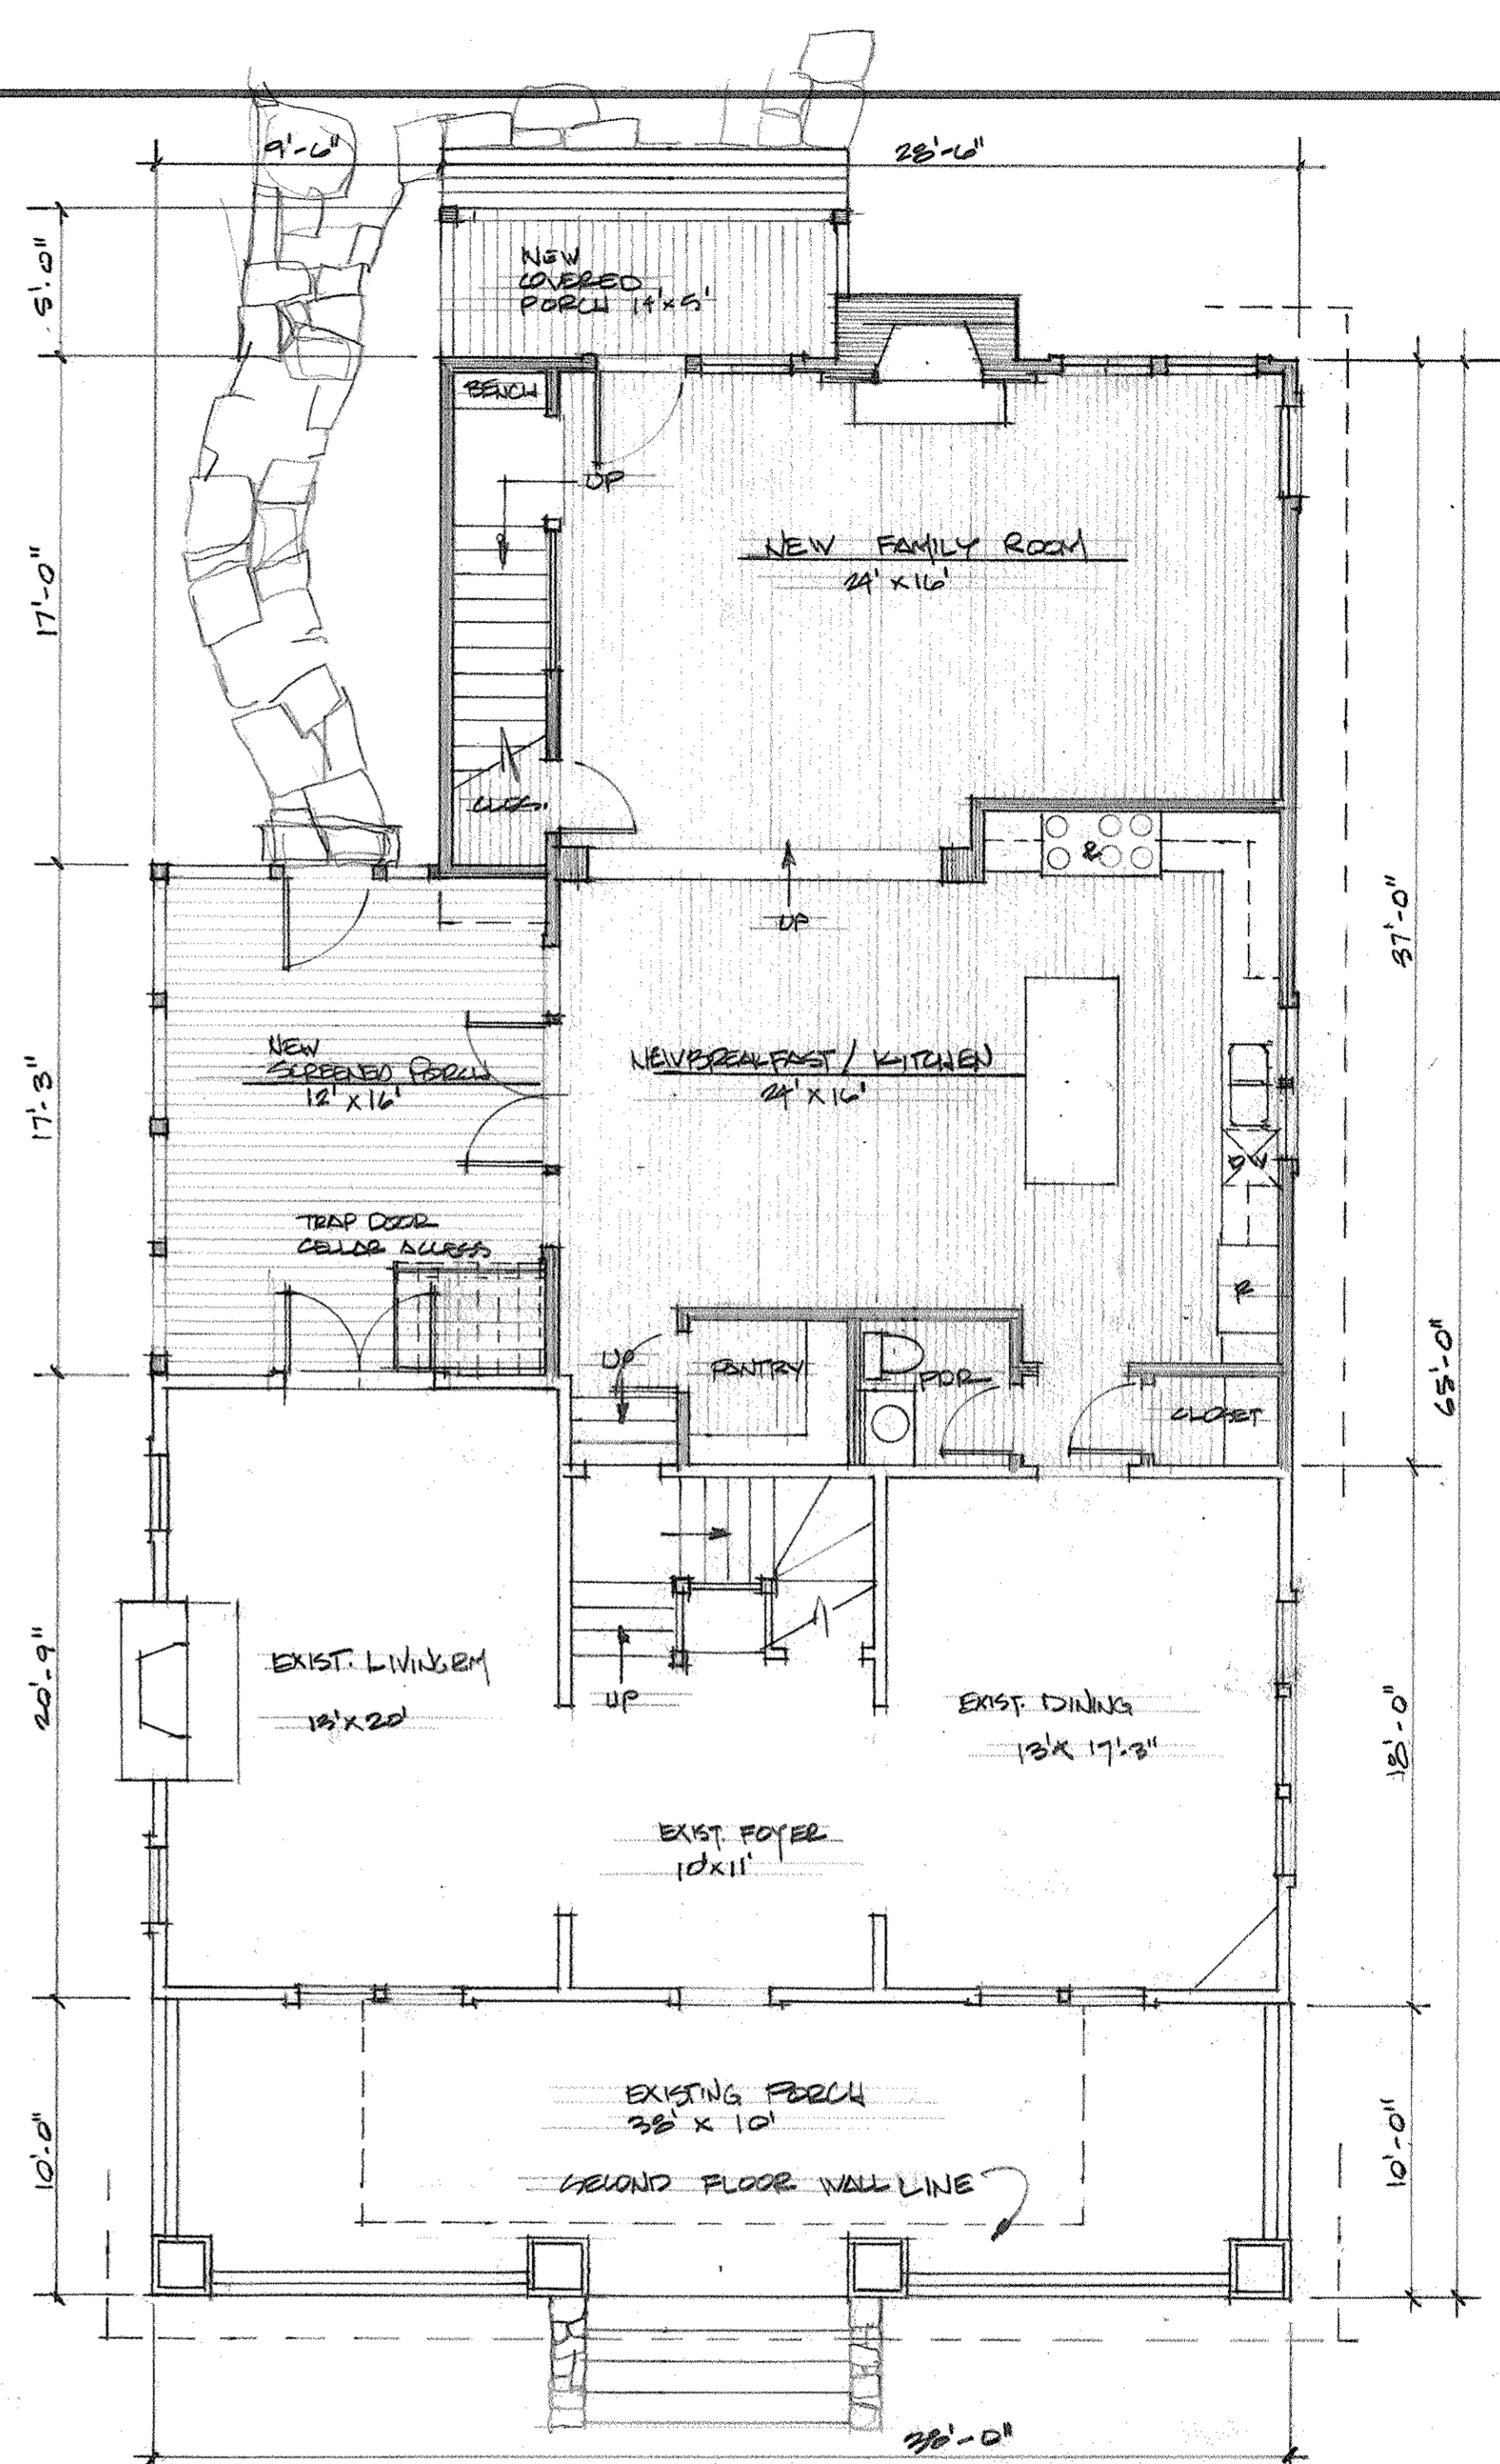 9'-6"
28'-6"
5'-0"
NEW
COVERED
PORCH 14'x5'
BENCH
UP
NEW FAMILY ROOM
24' x 16'
17'-0"
CLOS.
R
UP
37'-0"
NEW
SCREENED PORCH
12' x 16'
NEW BREAKFAST / KITCHEN
24' x 16'
17'-3"
DW
TRAP DOOR
CELLAR ACCESS
R
UP
PANTRY
PDR
CLOSET
65'-0"
EXIST. LIVING RM
13' x 20'
UP
EXIST. DINING
13' x 17'-3"
20'-9"
18'-0"
EXIST. FOYER
10'x11'
EXISTING PORCH
38' x 10'
SECOND FLOOR WALL LINE
10'-0"
10'-0"
38'-0"